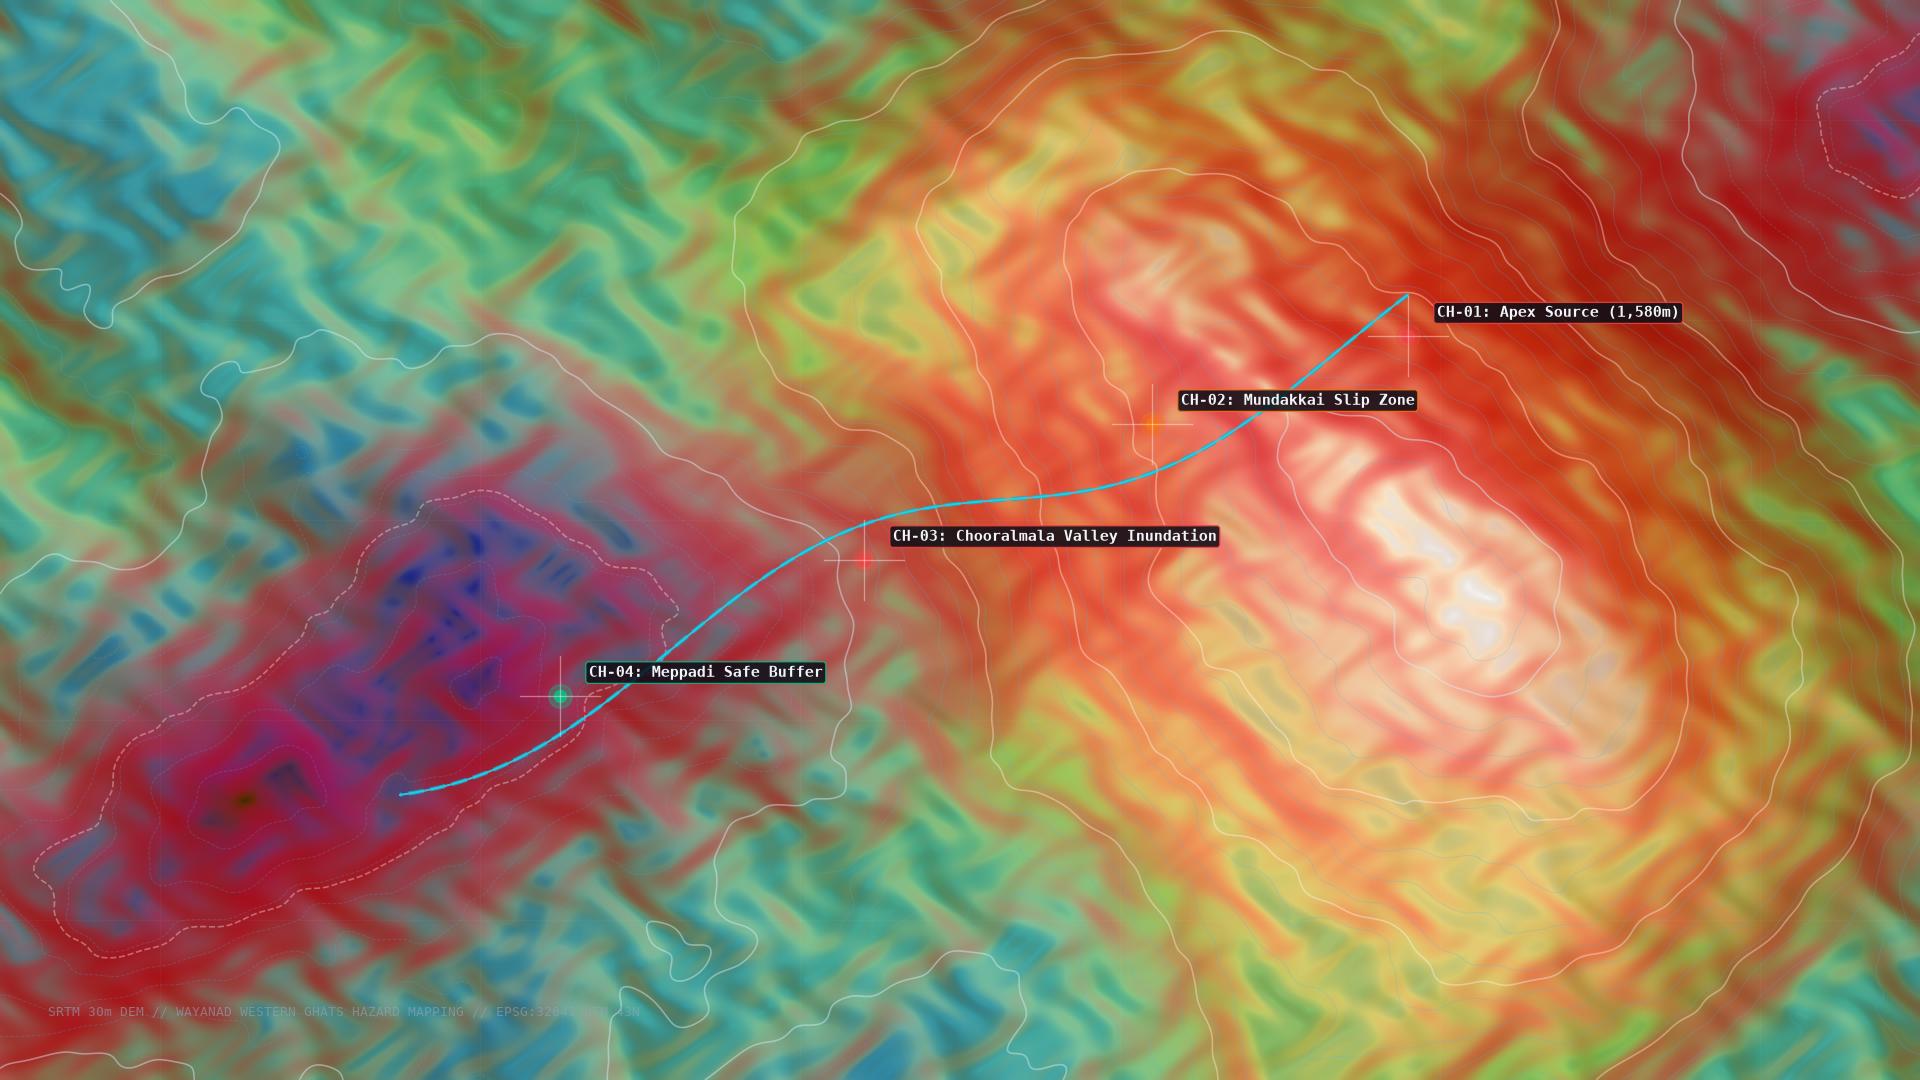 CH-01: Apex Source (1,580m)
CH-02: Mundakkai Slip Zone
CH-03: Chooralmala Valley Inundation
CH-04: Meppadi Safe Buffer
SRTM 30m DEM // WAYANAD WESTERN GHATS HAZARD MAPPING //